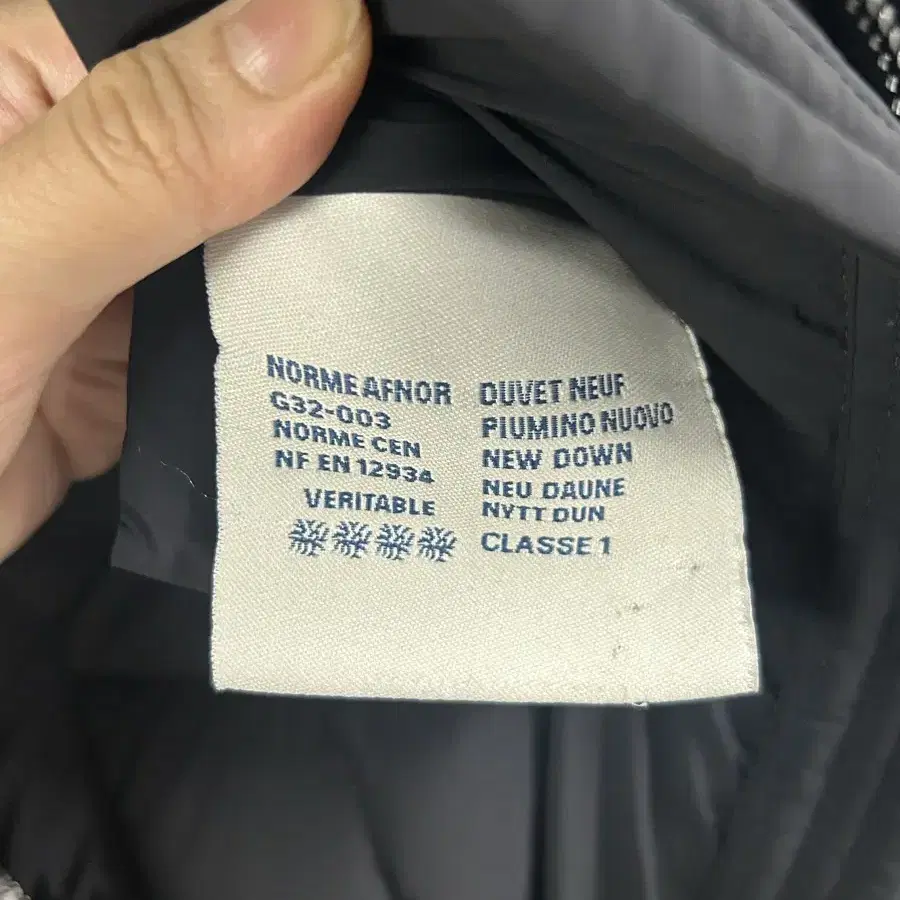 NORME AFNOR
G32-003
NORME CEN
NF EN 12934
VERITABLE
DUVET NEUF
PIUMINO NUOVO
NEW DOWN
NEU DAUNE
NYTT DUN
CLASSE 1